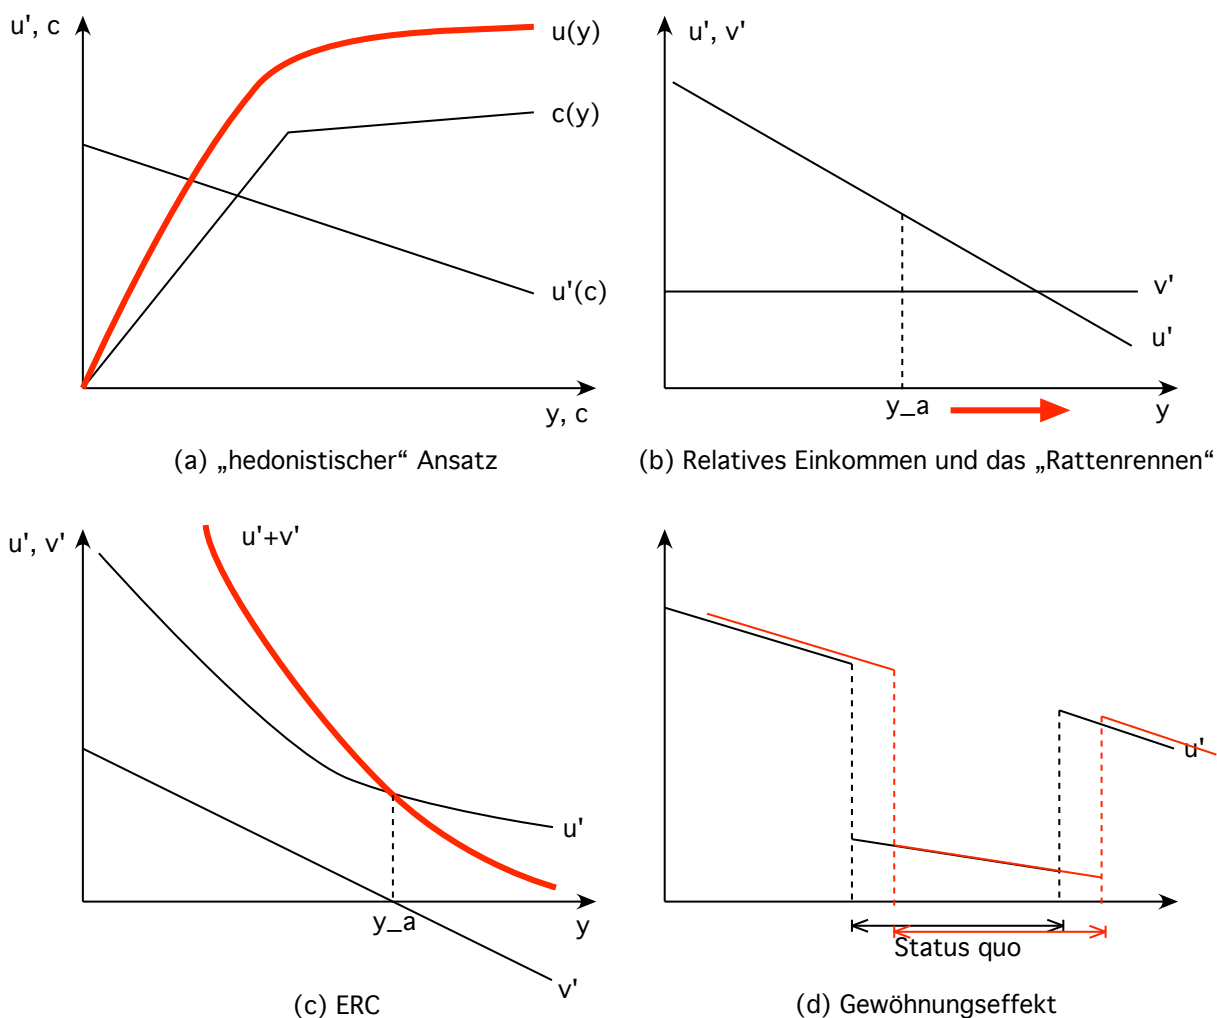 u', c
u(y)
c(y)
u'(c)
y, c
(a) „hedonistischer“ Ansatz
u', v'
v'
u'
y_a
y
(b) Relatives Einkommen und das „Rattenrennen“
u', v'
u'+v'
u'
y_a
y
v'
(c) ERC
u'
Status quo
(d) Gewöhnungseffekt